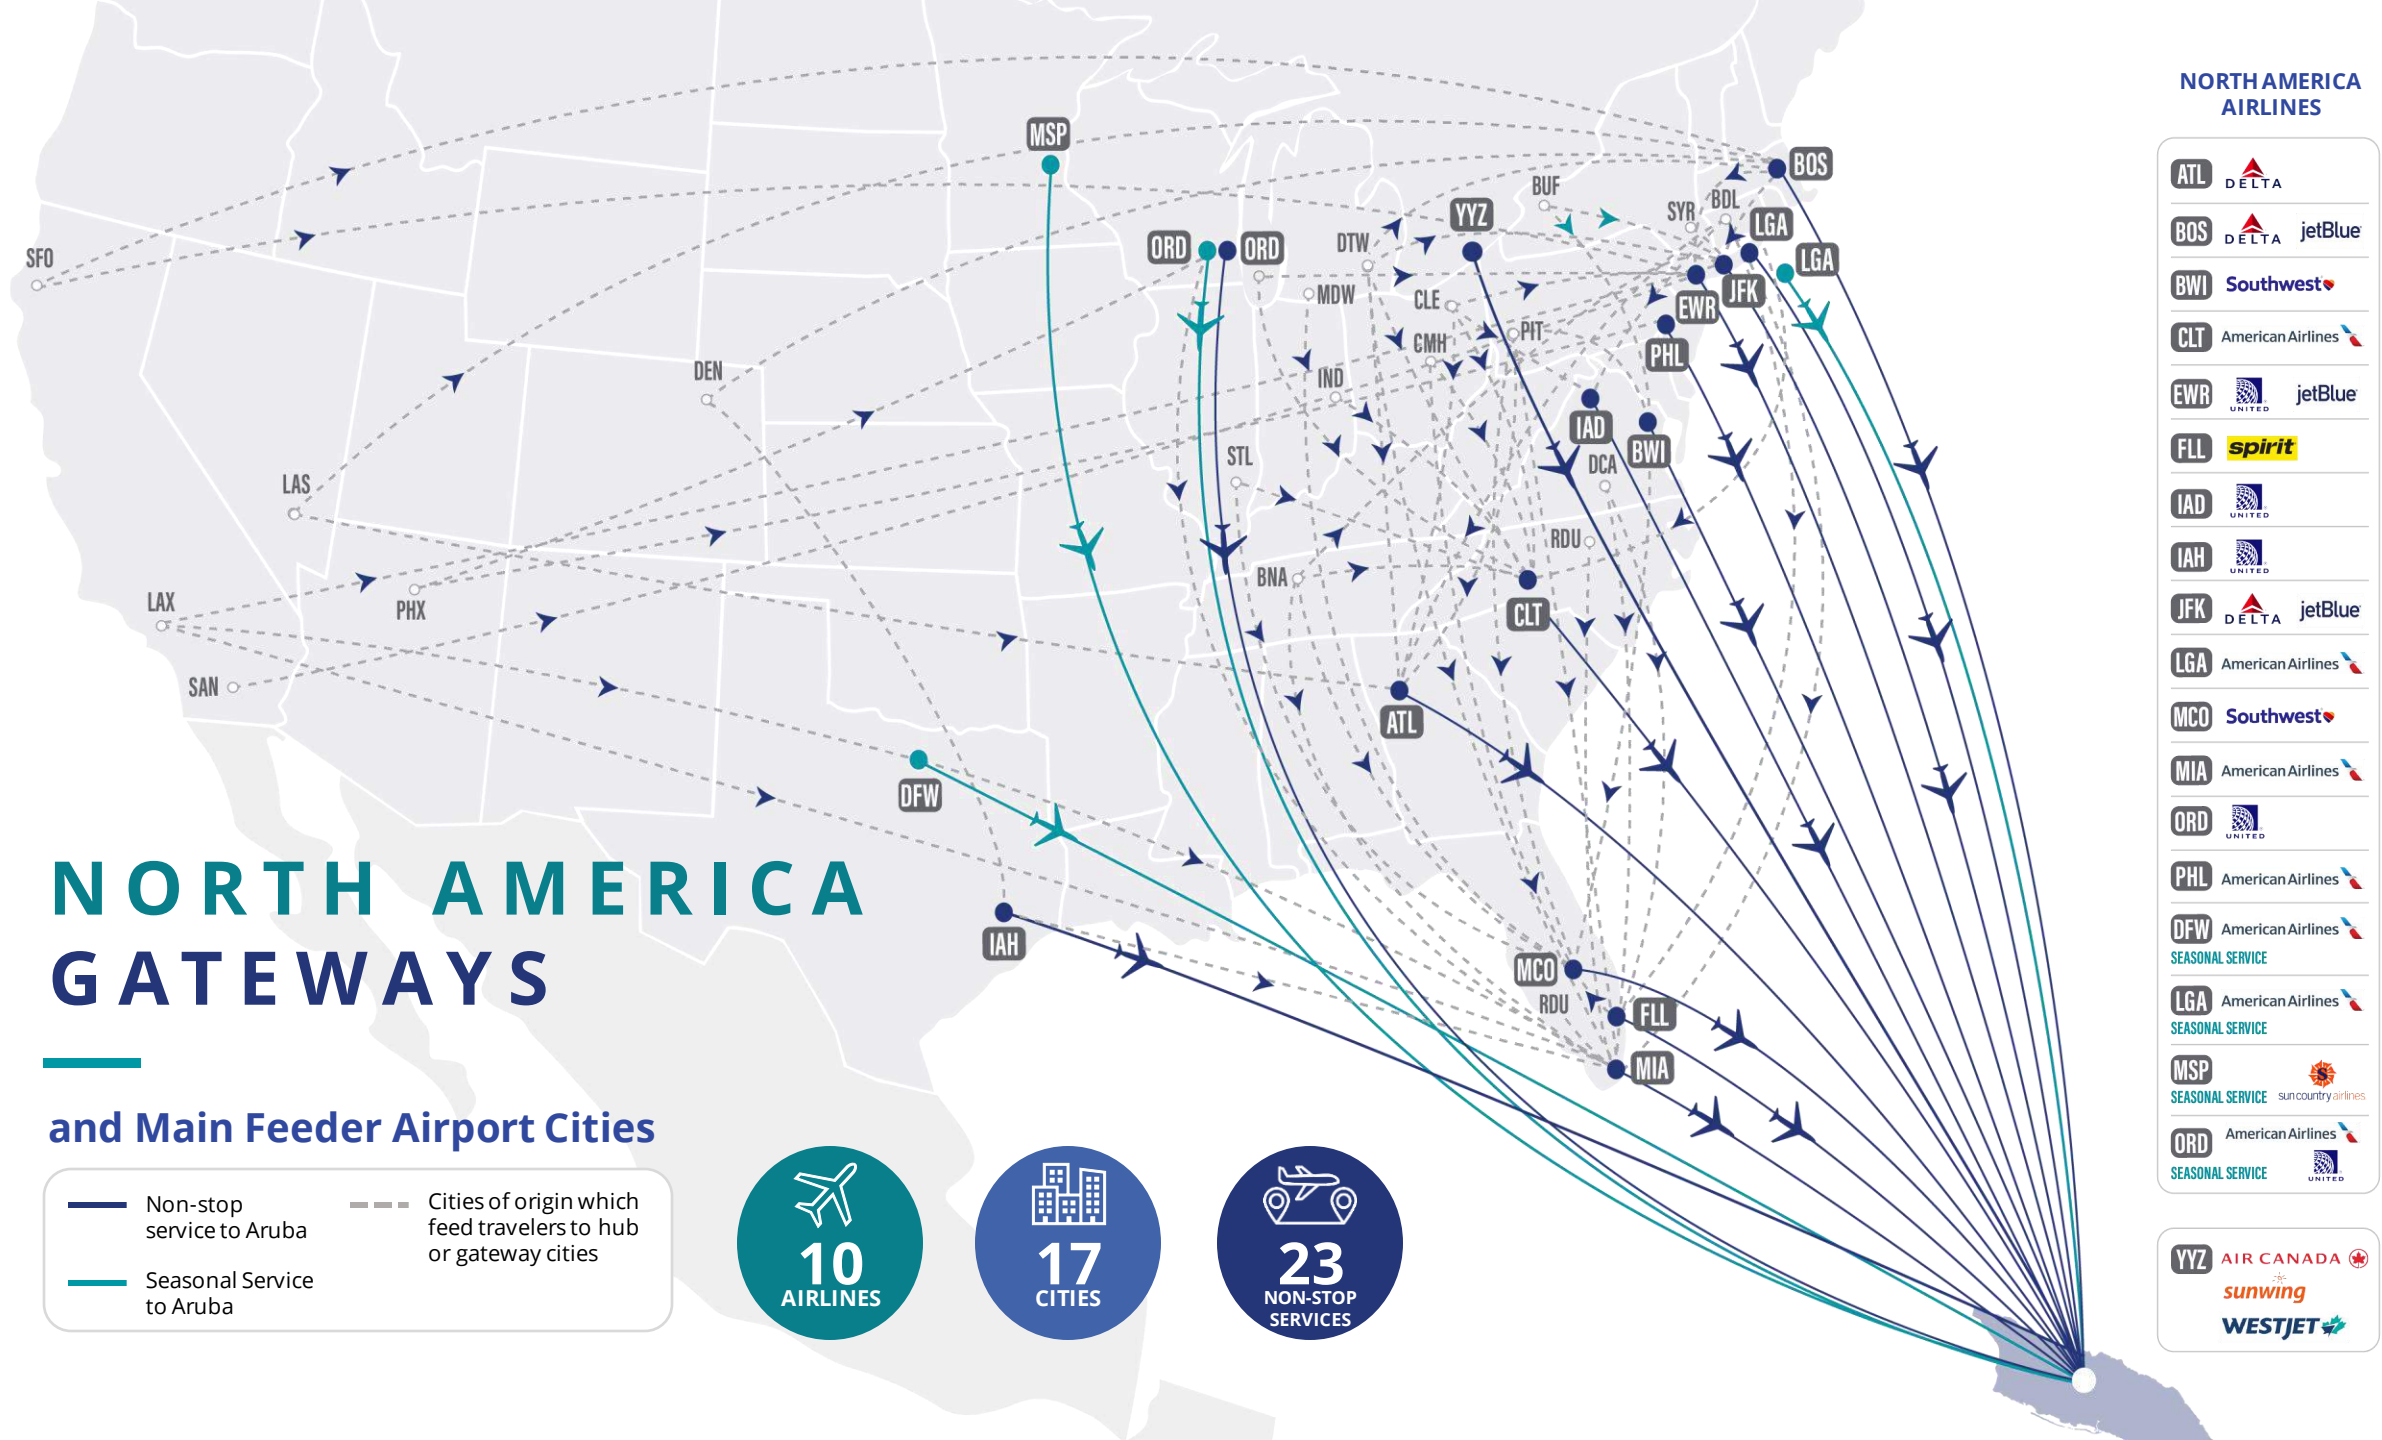 NORTH AMERICA
AIRLINES
MSP
BOS
BUF
BDL
SYR
YYZ
LGA
DTW
ORD
ORD
LGA
SFO
MDW
CLE
JFK
EWR
PIT
CMH
PHL
DEN
IND
IAD
BWI
STL
DCA
LAS
RDU
BNA
LAX
PHX
CLT
SAN
ATL
DFW
IAH
MCO
RDU
FLL
MIA
NORTH AMERICA
GATEWAYS
and Main Feeder Airport Cities
Non-stop
service to Aruba
Seasonal Service
to Aruba
Cities of origin which
feed travelers to hub
or gateway cities
10
AIRLINES
17
CITIES
23
NON-STOP
SERVICES
ATL DELTA
BOS DELTA jetBlue
BWI Southwest
CLT American Airlines
EWR UNITED jetBlue
FLL spirit
IAD UNITED
IAH UNITED
JFK DELTA jetBlue
LGA American Airlines
MCO Southwest
MIA American Airlines
ORD UNITED
PHL American Airlines
DFW American Airlines
SEASONAL SERVICE
LGA American Airlines
SEASONAL SERVICE
MSP S
SEASONAL SERVICE sun country airlines
ORD American Airlines
SEASONAL SERVICE UNITED
YYZ AIR CANADA
sunwing
WESTJET